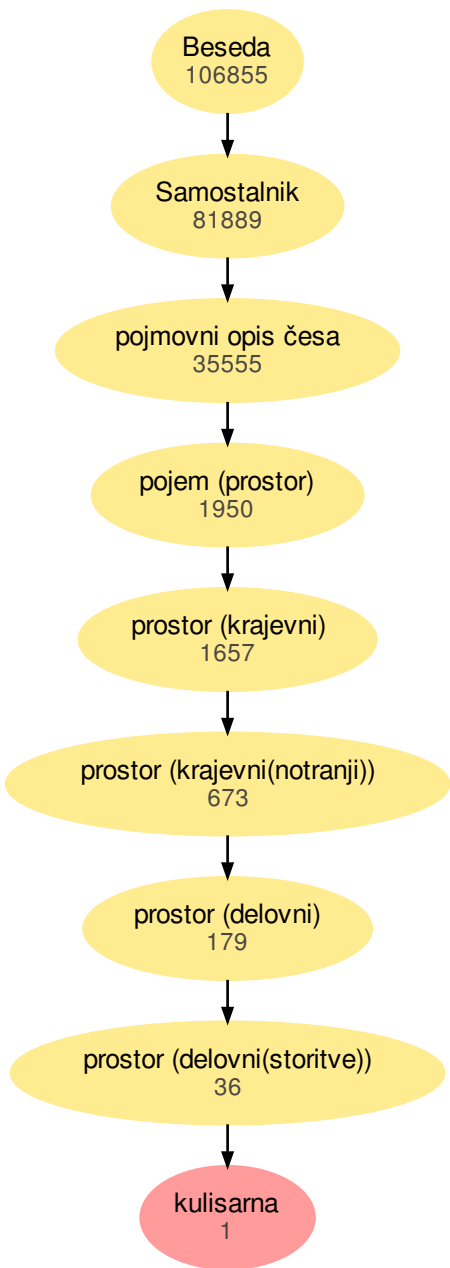 Beseda
106855
Samostalnik
81889
pojmovni opis česa
35555
pojem (prostor)
1950
prostor (krajevni)
1657
prostor (krajevni(notranji))
673
prostor (delovni)
179
prostor (delovni(storitve))
36
kulisarna
1